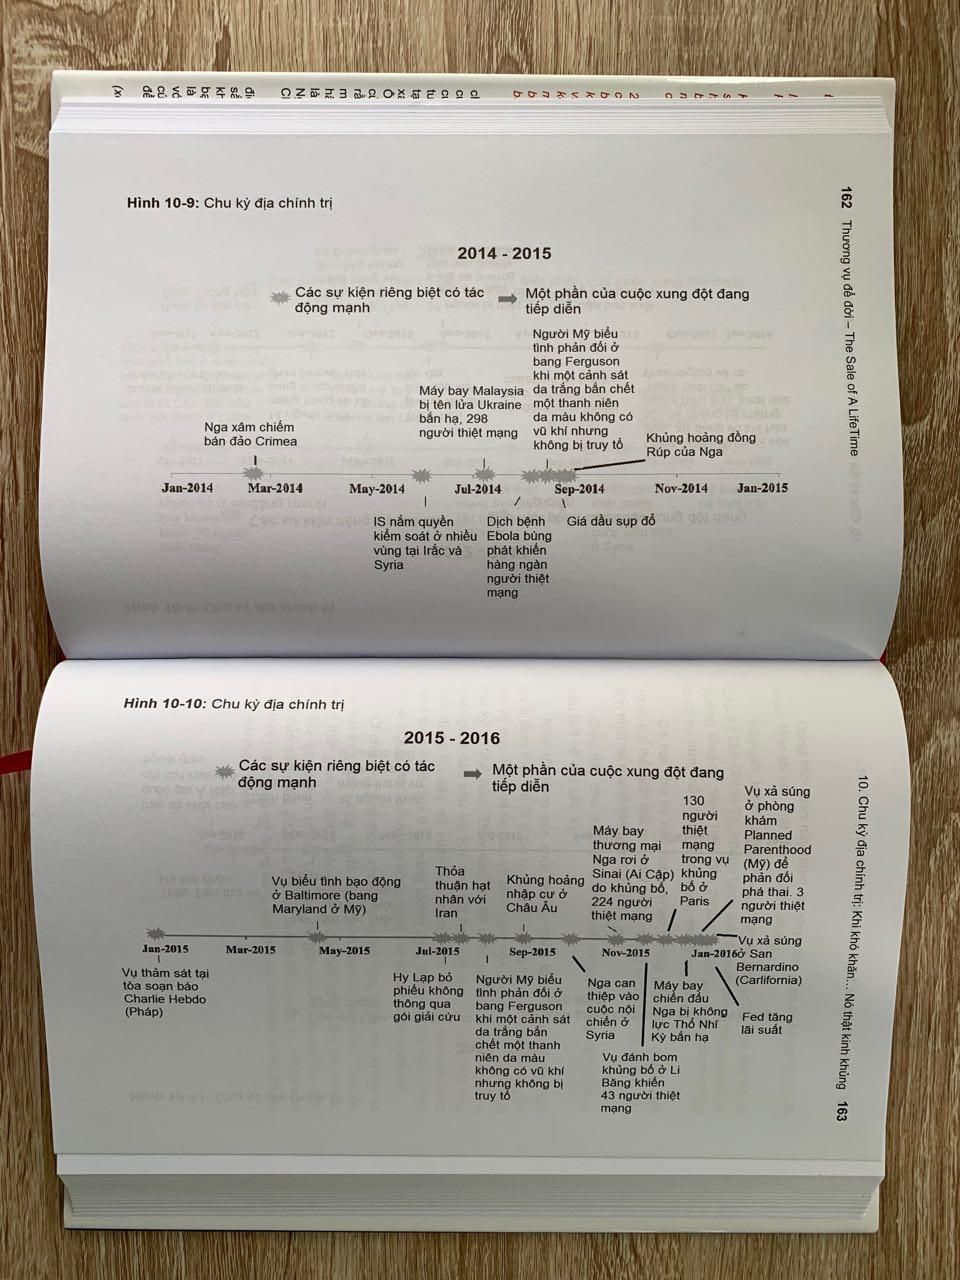 Hình 10-9: Chu kỳ địa chính trị
2014 - 2015
Các sự kiện riêng biệt có tác
động mạnh
Một phần của cuộc xung đột đang
tiếp diễn
Nga xâm chiếm
bán đảo Crimea
Máy bay Malaysia
bị tên lửa Ukraine
bắn hạ, 298
người thiệt mạng
Người Mỹ biểu
tình phản đối ở
bang Ferguson
khi một cảnh sát
da trắng bắn chết
một thanh niên
da màu không có
vũ khí nhưng
không bị truy tố
Khủng hoảng đồng
Rúp của Nga
Jan-2014 Mar-2014 May-2014 Jul-2014 Sep-2014 Nov-2014 Jan-2015
IS nắm quyền
kiểm soát ở nhiều
vùng tại Irắc và
Syria
Dịch bệnh
Ebola bùng
phát khiến
hàng ngàn
người thiệt
mạng
Giá dầu sụp đổ
162 Thương vụ để đời – The Sale of A LifeTime
Hình 10-10: Chu kỳ địa chính trị
2015 - 2016
Các sự kiện riêng biệt có tác
động mạnh
Một phần của cuộc xung đột đang
tiếp diễn
Vụ biểu tình bạo động
ở Baltimore (bang
Maryland ở Mỹ)
Thỏa
thuận hạt
nhân với
Iran
Khủng hoảng
nhập cư ở
Châu Âu
Máy bay
thương mại
Nga rơi ở
Sinai (Ai Cập)
do khủng bố,
224 người
thiệt mạng
130
người
thiệt
mạng
trong vụ
khủng
bố ở
Paris
Vụ xả súng
ở phòng
khám
Planned
Parenthood
(Mỹ) để
phản đối
phá thai. 3
người thiệt
mạng
Jan-2015 Mar-2015 May-2015 Jul-2015 Sep-2015 Nov-2015 Jan-2016
Vụ thảm sát tại
tòa soạn báo
Charlie Hebdo
(Pháp)
Hy Lạp bỏ
phiếu không
thông qua
gói giải cứu
Người Mỹ biểu
tình phản đối ở
bang Ferguson
khi một cảnh sát
da trắng bắn
chết một thanh
niên da màu
không có vũ khí
nhưng không bị
truy tố
Nga can
thiệp vào
cuộc nội
chiến ở
Syria
Vụ đánh bom
khủng bố ở Li
Băng khiến
43 người thiệt
mạng
Máy bay
chiến đấu
Nga bị không
lực Thổ Nhĩ
Kỳ bắn hạ
Vụ xả súng
ở San
Bernardino
(Carlifornia)
Fed tăng
lãi suất
10. Chu kỳ địa chính trị: Khi khó khăn... Nó thật kinh khủng 163